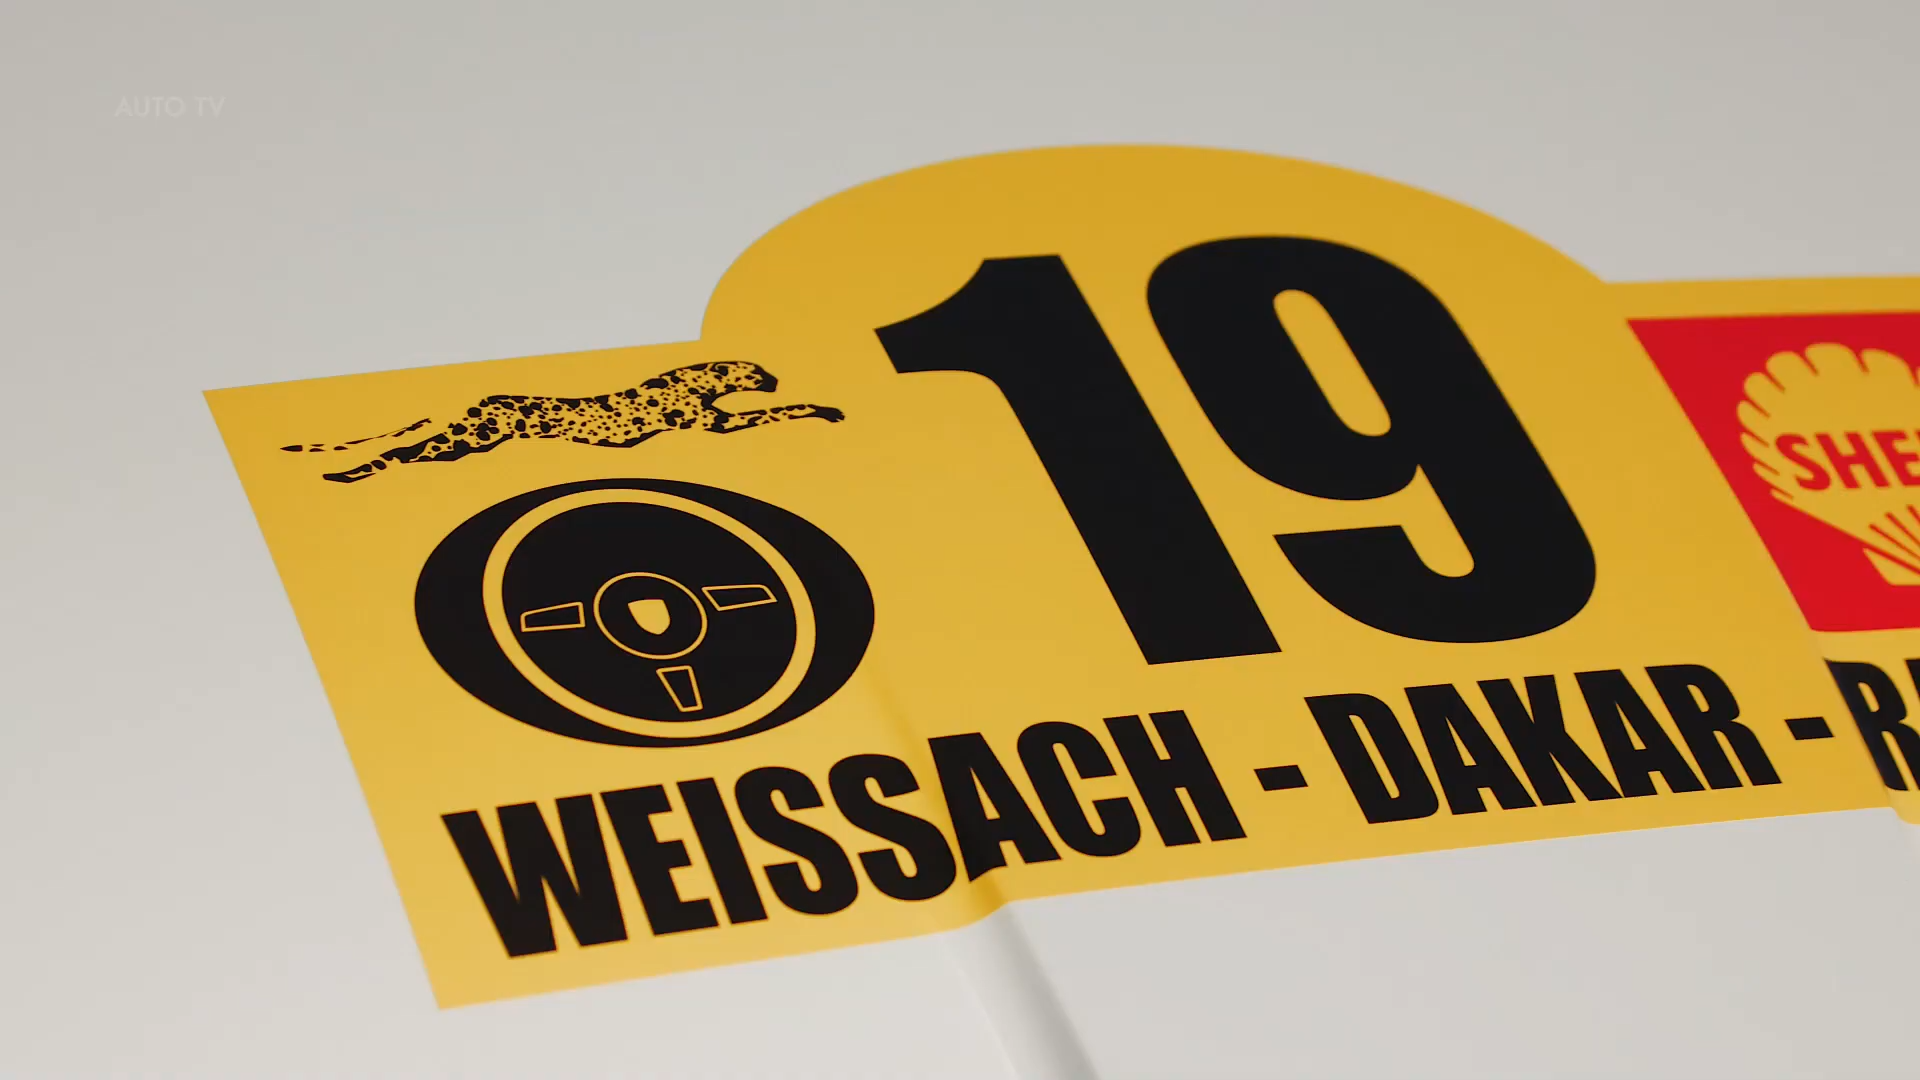 AUTO TV
19
WEISSACH - DAKAR -